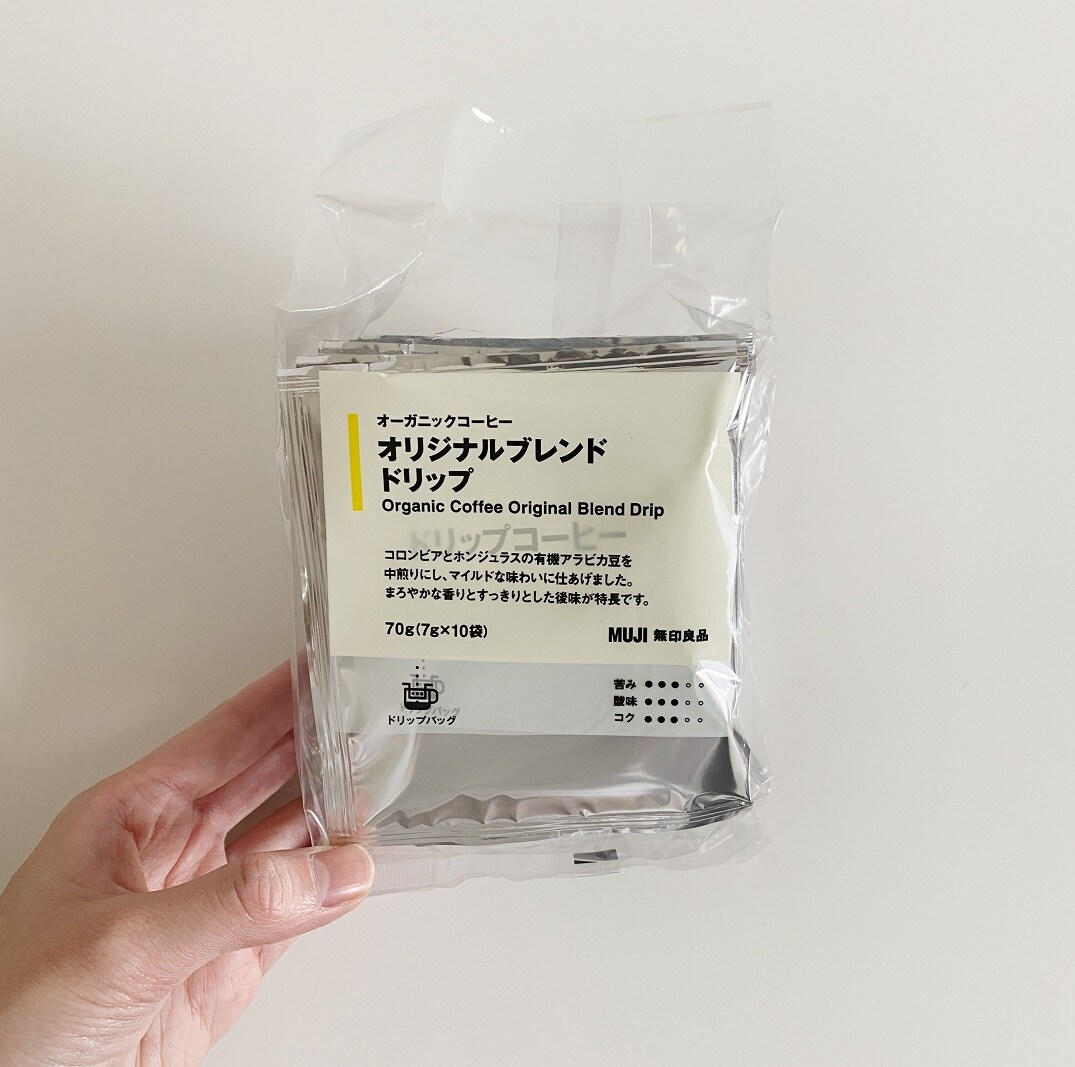 オーガニックコーヒー
オリジナルブレンド
ドリップ
Organic Coffee Original Blend Drip
ドリップコーヒー
コロンビアとホンジュラスの有機アラビカ豆を
中煎りにし、マイルドな味わいに仕あげました。
まろやかな香りとすっきりとした後味が特長です。
70g(7g×10袋)
MUJI 無印良品
ドリップバッグ
苦み ●●●○○
酸味 ●●●○○
コク ●●●○○